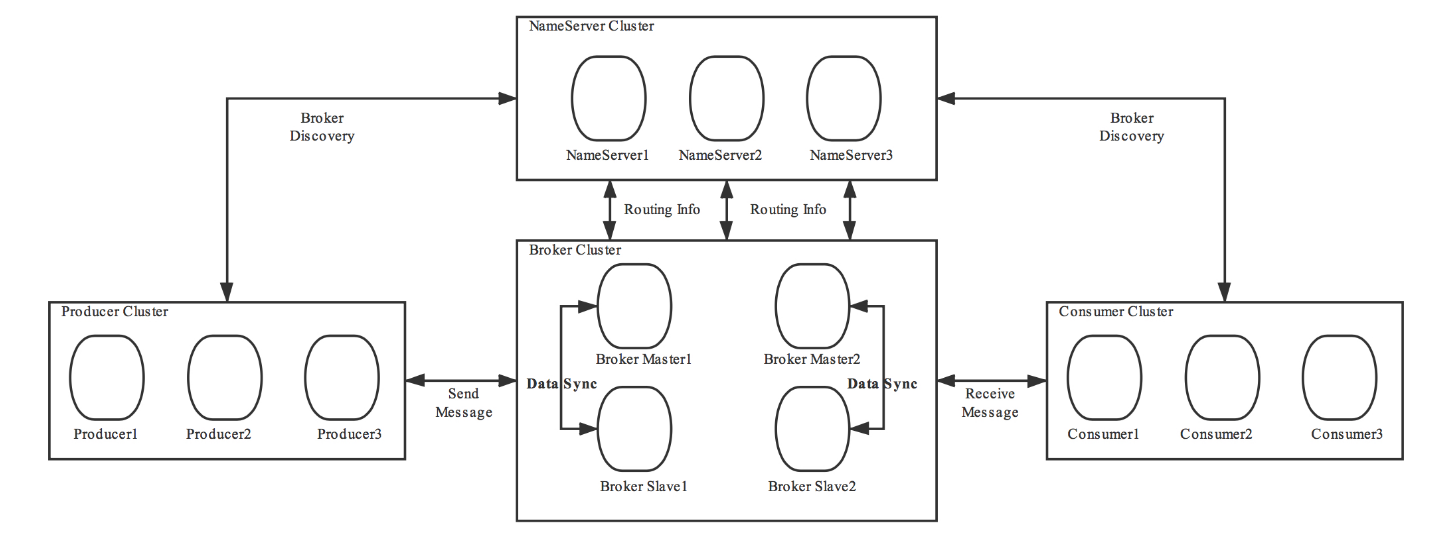 NameServer Cluster
NameServer1
NameServer2
NameServer3
Broker
Discovery
Broker
Discovery
Routing Info
Routing Info
Producer Cluster
Producer1
Producer2
Producer3
Send
Message
Broker Cluster
Broker Master1
Broker Master2
Data Sync
Data Sync
Broker Slave1
Broker Slave2
Receive
Message
Consumer Cluster
Consumer1
Consumer2
Consumer3